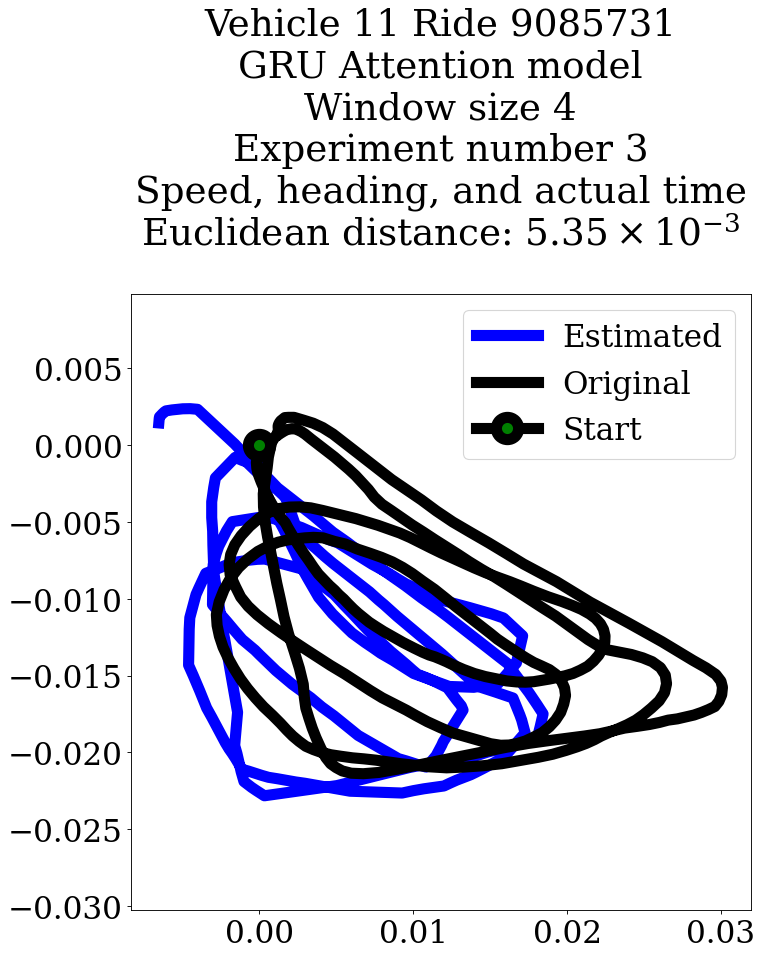 Vehicle 11 Ride 9085731
GRU Attention model
Window size 4
Experiment number 3
Speed, heading, and actual time
Euclidean distance: 5.35 × 10⁻³
Estimated
Original
Start
0.005
0.000
−0.005
−0.010
−0.015
−0.020
−0.025
−0.030
0.00 0.01 0.02 0.03